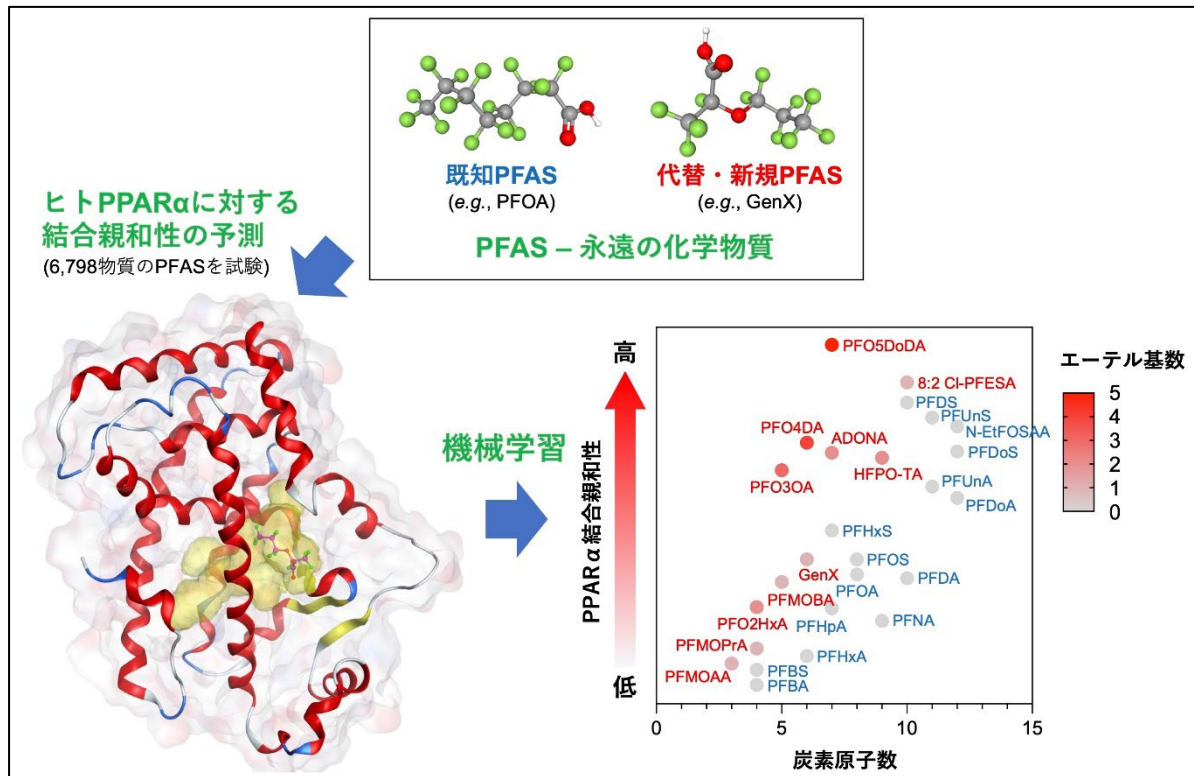 既知PFAS
(e.g., PFOA)
代替・新規PFAS
(e.g., GenX)
PFAS – 永遠の化学物質
ヒトPPARαに対する
結合親和性の予測
(6,798物質のPFASを試験)
機械学習
高
PPARα結合親和性
低
PFO5DoDA
8:2 Cl-PFESA
PFDS
PFUnS
N-EtFOSAA
PFO4DA
ADONA
PFDoS
HFPO-TA
PFO3OA
PFUnA
PFDoA
PFHxS
PFOS
GenX
PFOA
PFDA
PFMOBA
PFO2HxA
PFHpA
PFNA
PFMOPrA
PFHxA
PFMOAA
PFBS
PFBA
0
5
10
15
炭素原子数
エーテル基数
5
4
3
2
1
0